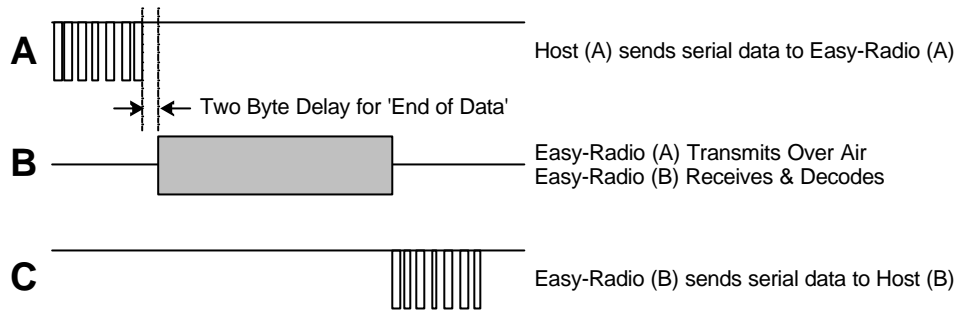 A
Host (A) sends serial data to Easy-Radio (A)
Two Byte Delay for 'End of Data'
B
Easy-Radio (A) Transmits Over Air
Easy-Radio (B) Receives & Decodes
C
Easy-Radio (B) sends serial data to Host (B)